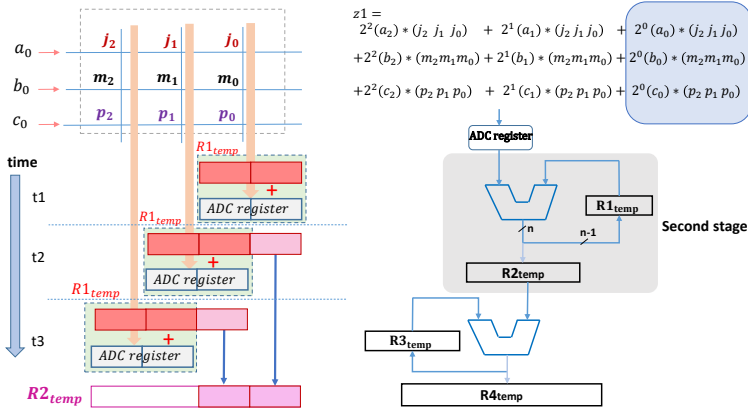 a0 j2 j1 j0
b0 m2 m1 m0
c0 p2 p1 p0
time
R1temp
+
t1
ADC register
R1temp
t2
+
ADC register
R1temp
+
t3
ADC register
R2temp
z1 =
2^2(a2) * (j2 j1 j0) + 2^1(a1) * (j2 j1 j0) + 2^0(a0) * (j2 j1 j0)
+2^2(b2) * (m2m1m0) + 2^1(b1) * (m2m1m0) +2^0(b0) * (m2m1m0)
+2^2(c2) * (p2 p1 p0) + 2^1(c1) * (p2 p1 p0) + 2^0(c0) * (p2 p1 p0)
ADC register
R1temp
n
n-1
Second stage
R2temp
R3temp
R4temp